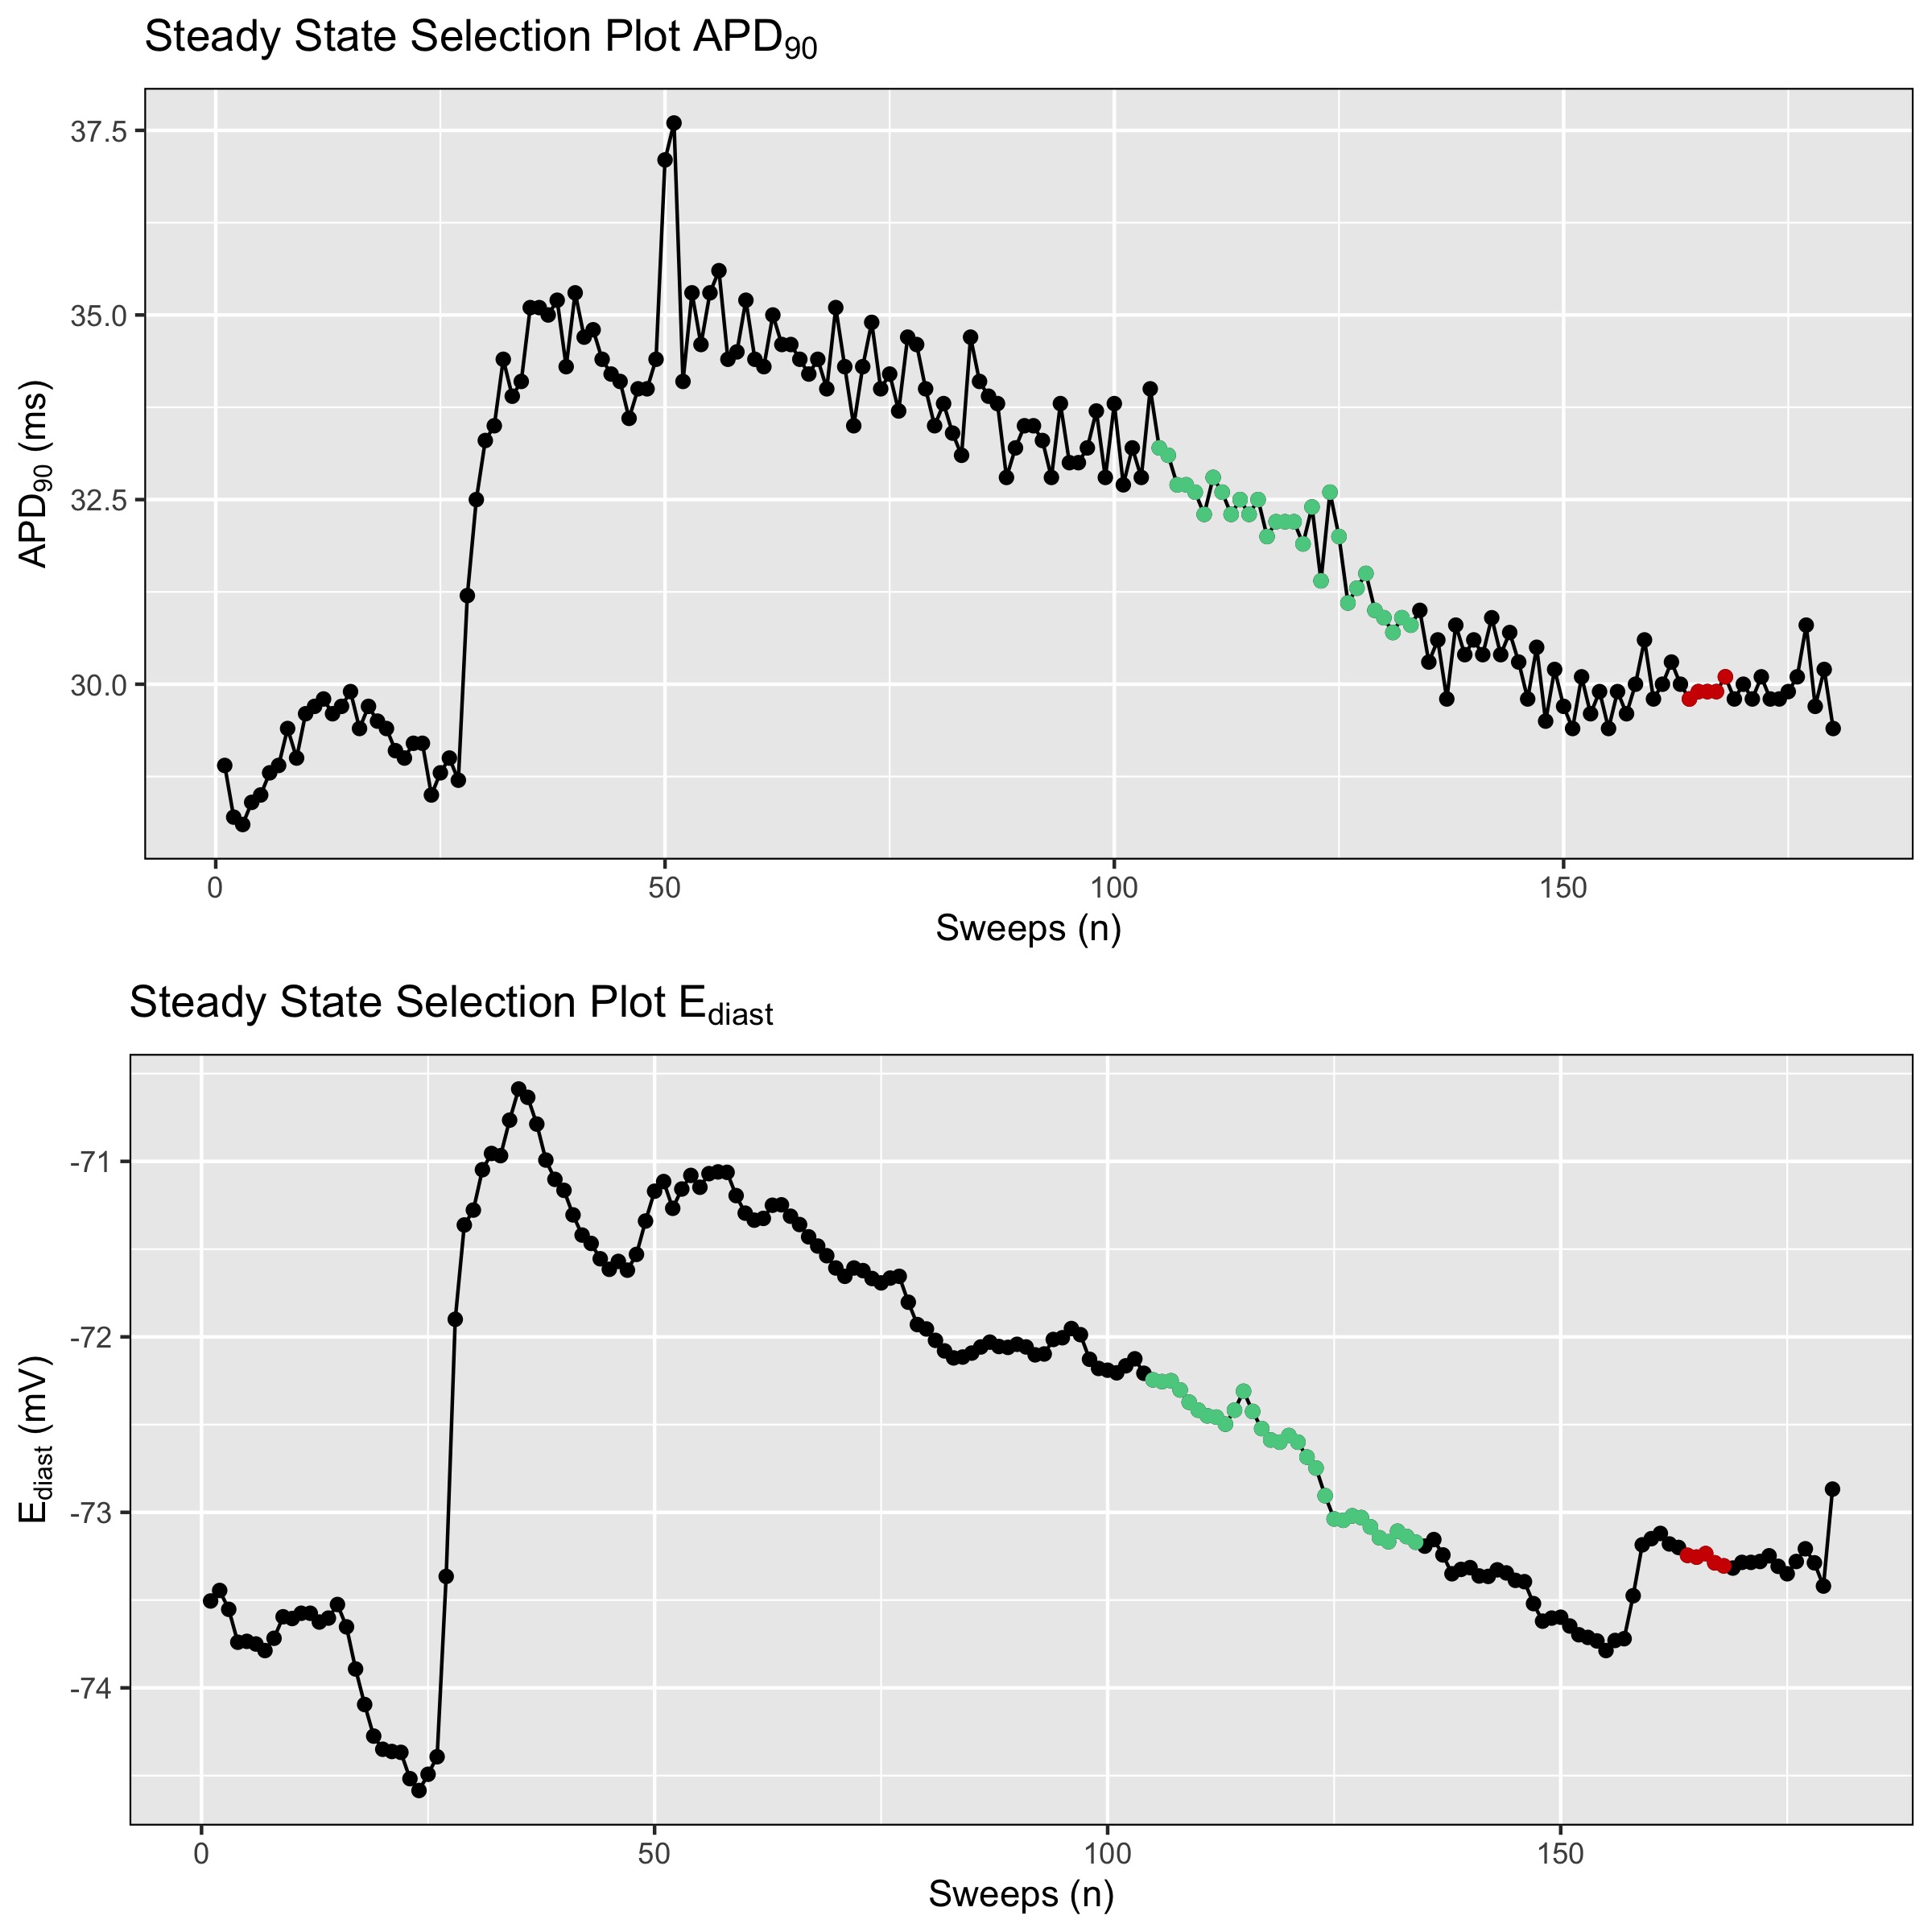 Steady State Selection Plot APD90
37.5
35.0
32.5
30.0
APD90 (ms)
0 50 100 150
Sweeps (n)
Steady State Selection Plot Ediast
-71
-72
-73
-74
Ediast (mV)
0 50 100 150
Sweeps (n)